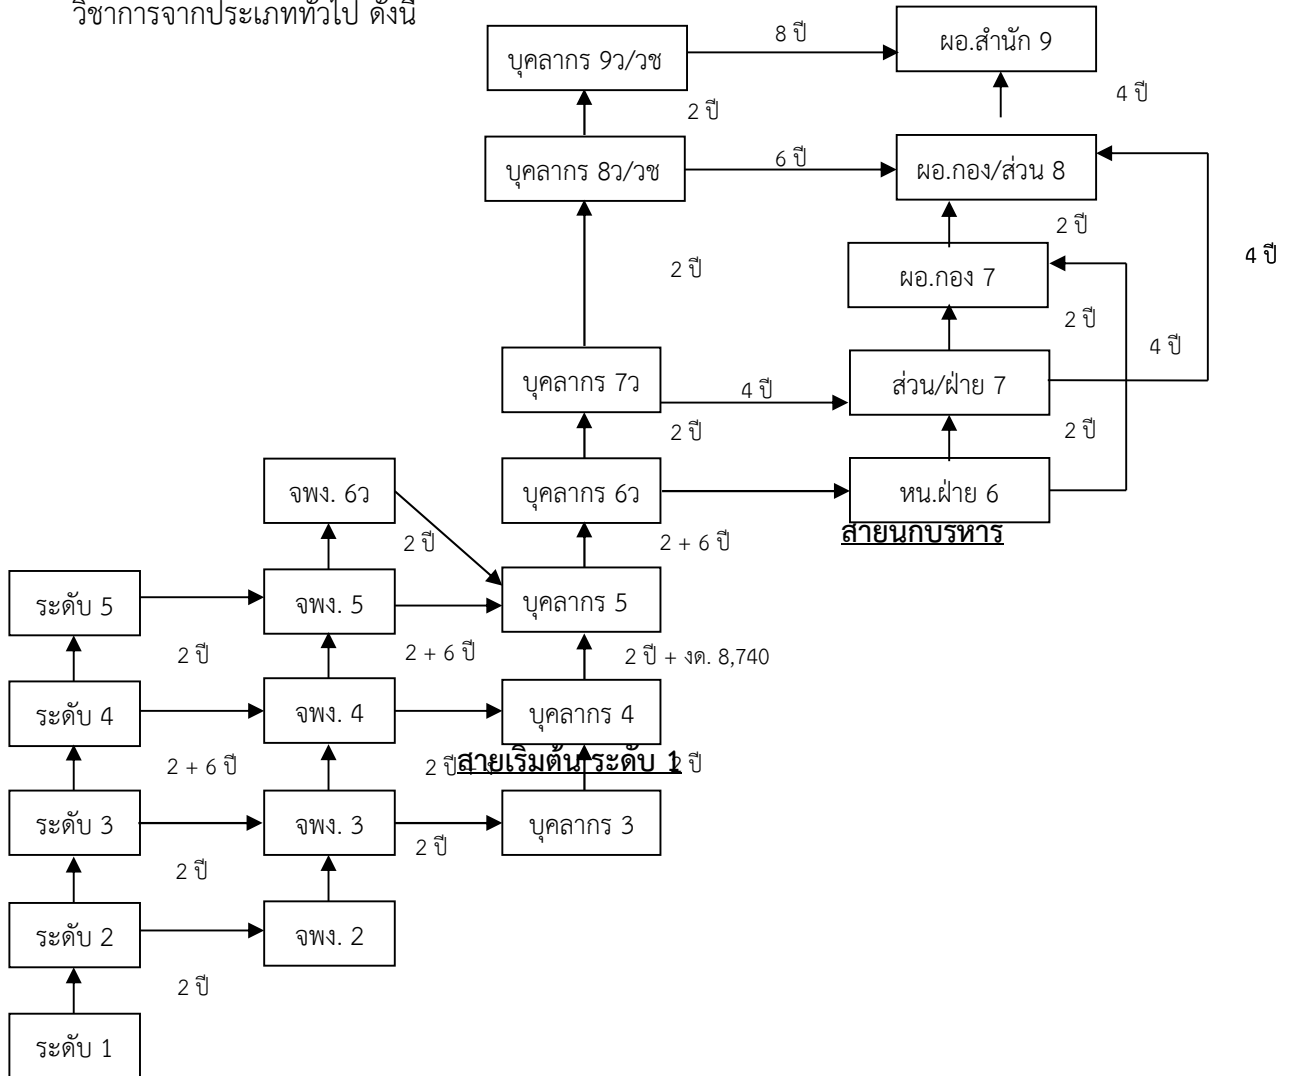 วิชาการจากประเภททั่วไป ดังนี้
8 ปี
ผอ.สำนัก 9
บุคลากร 9ว/วช
4 ปี
2 ปี
บุคลากร 8ว/วช
6 ปี
ผอ.กอง/ส่วน 8
2 ปี
4 ปี
2 ปี
ผอ.กอง 7
2 ปี
4 ปี
บุคลากร 7ว
4 ปี
ส่วน/ฝ่าย 7
2 ปี
2 ปี
จพง. 6ว
บุคลากร 6ว
หน.ฝ่าย 6
สายนักบริหาร
2 ปี
2 + 6 ปี
ระดับ 5
จพง. 5
บุคลากร 5
2 ปี
2 + 6 ปี
2 ปี + งด. 8,740
ระดับ 4
จพง. 4
บุคลากร 4
2 + 6 ปี
2 ปี
สายเริ่มต้น ระดับ 1
2 ปี
ระดับ 3
จพง. 3
บุคลากร 3
2 ปี
2 ปี
ระดับ 2
จพง. 2
2 ปี
ระดับ 1